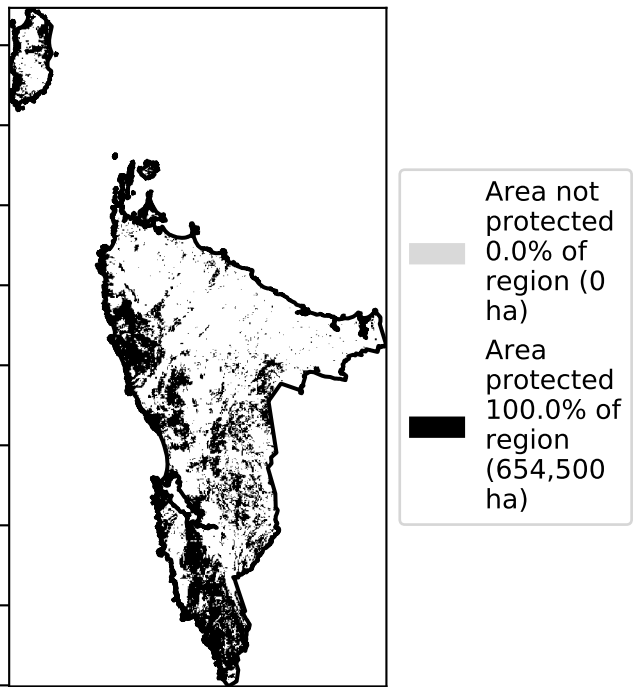 Area not
protected
0.0% of
region (0
ha)
Area
protected
100.0% of
region
(654,500
ha)